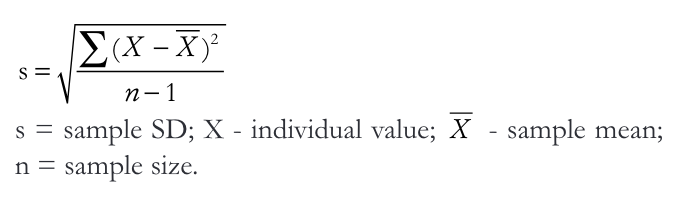 s = √(∑(X − X̅)² / (n − 1))
s = sample SD; X - individual value; X̅ - sample mean;
n = sample size.